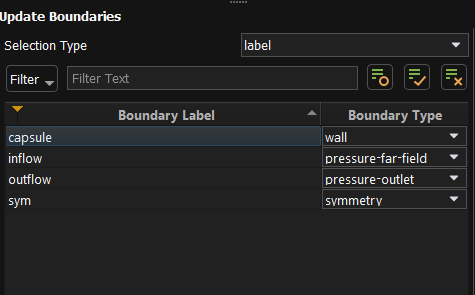 Update Boundaries
Selection Type label
Filter Filter Text
Boundary Label Boundary Type
capsule wall
inflow pressure-far-field
outflow pressure-outlet
sym symmetry